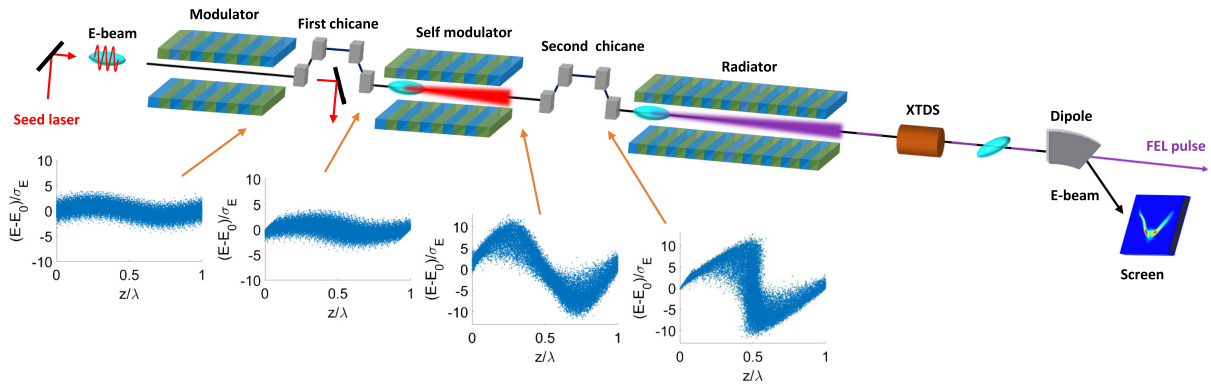 Modulator
First chicane
E-beam
Self modulator
Second chicane
Radiator
XTDS
Dipole
Seed laser
FEL pulse
E-beam
Screen
10
5
0
-5
-10
(E-E0)/σE
0
0.5
1
z/λ
10
5
0
-5
-10
(E-E0)/σE
0
0.5
1
z/λ
10
5
0
-5
-10
(E-E0)/σE
0
0.5
1
z/λ
10
5
0
-5
-10
(E-E0)/σE
0
0.5
1
z/λ